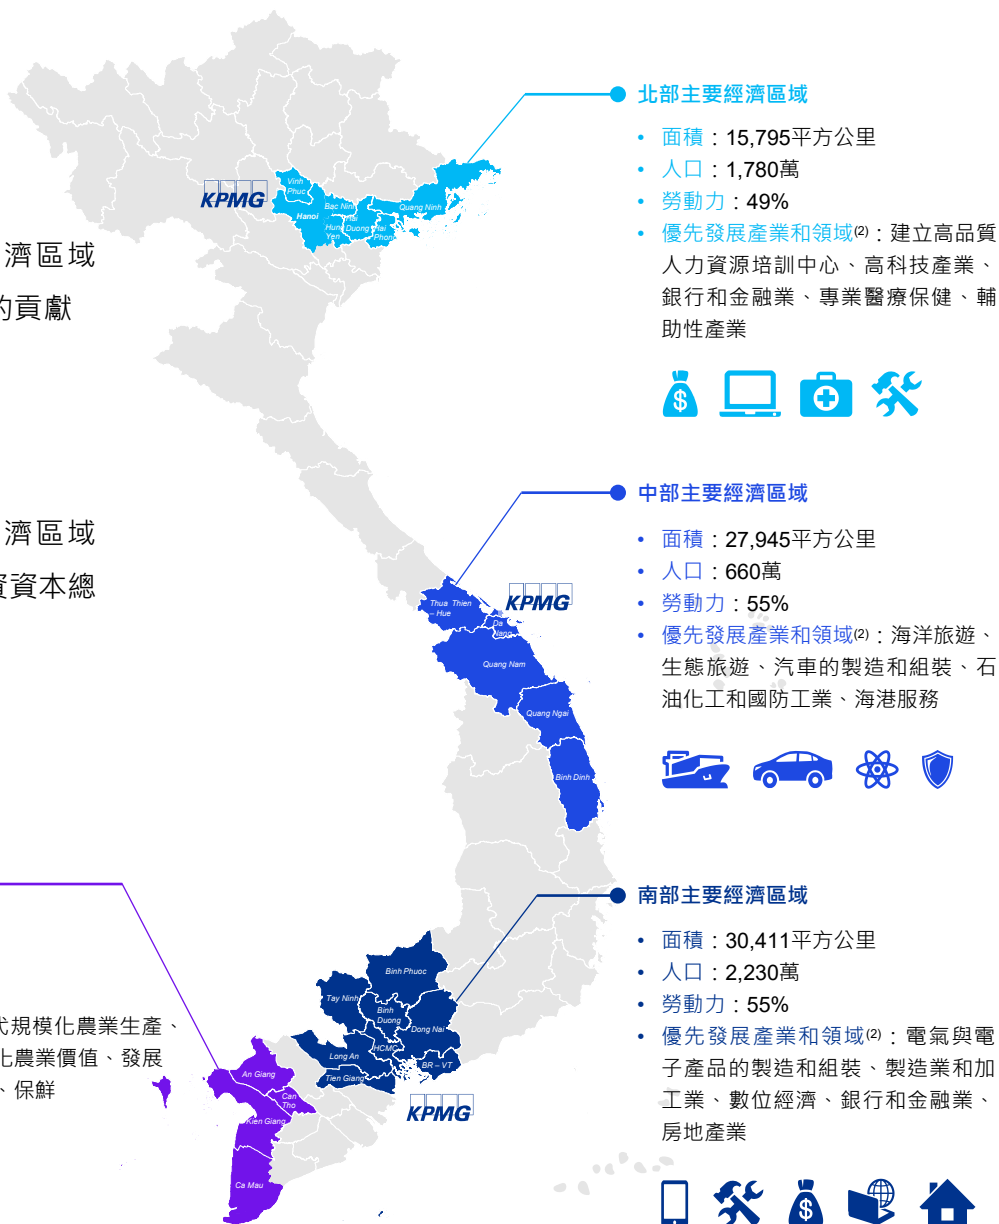 北部主要經濟區域
• 面積：15,795平方公里
• 人口：1,780萬
• 勞動力：49%
• 優先發展產業和領域(2)：建立高品質
人力資源培訓中心、高科技產業、
銀行和金融業、專業醫療保健、輔
助性產業
Vinh
Phuc
KPMG
Bac Ninh
Quang Ninh
Hanoi
Hai
Duong
Hung
Yen
Hai
Phong
濟區域
的貢獻
中部主要經濟區域
• 面積：27,945平方公里
• 人口：660萬
• 勞動力：55%
• 優先發展產業和領域(2)：海洋旅遊、
生態旅遊、汽車的製造和組裝、石
油化工和國防工業、海港服務
濟區域
資資本總
KPMG
Thua Thien
– Hue
Da
Nang
Quang Nam
Quang Ngai
Binh Dinh
南部主要經濟區域
• 面積：30,411平方公里
• 人口：2,230萬
• 勞動力：55%
• 優先發展產業和領域(2)：電氣與電
子產品的製造和組裝、製造業和加
工業、數位經濟、銀行和金融業、
房地產業
Binh Phuoc
Tay Ninh
Binh
Duong
Dong Nai
HCMC
Long An
BR – VT
Tien Giang
KPMG
代規模化農業生產、
化農業價值、發展
、保鮮
An Giang
Can
Tho
Kien Giang
Ca Mau